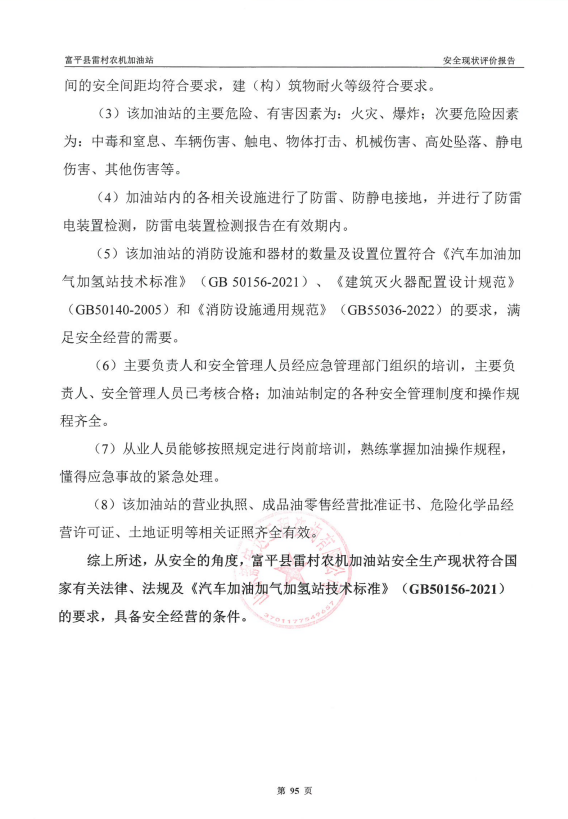 富平县雷村农机加油站 安全现状评价报告
间的安全间距均符合要求，建（构）筑物耐火等级符合要求。
（3）该加油站的主要危险、有害因素为：火灾、爆炸；次要危险因素
为：中毒和窒息、车辆伤害、触电、物体打击、机械伤害、高处坠落、静电
伤害、其他伤害等。
（4）加油站内的各相关设施进行了防雷、防静电接地，并进行了防雷
电装置检测，防雷电装置检测报告在有效期内。
（5）该加油站的消防设施和器材的数量及设置位置符合《汽车加油加
气加氢站技术标准》（GB 50156-2021）、《建筑灭火器配置设计规范》
（GB50140-2005）和《消防设施通用规范》（GB55036-2022）的要求，满
足安全经营的需要。
（6）主要负责人和安全管理人员经应急管理部门组织的培训，主要负
责人、安全管理人员已考核合格；加油站制定的各种安全管理制度和操作规
程齐全。
（7）从业人员能够按照规定进行岗前培训，熟练掌握加油操作规程，
懂得应急事故的紧急处理。
（8）该加油站的营业执照、成品油零售经营批准证书、危险化学品经
营许可证、土地证明等相关证照齐全有效。
综上所述，从安全的角度，富平县雷村农机加油站安全生产现状符合国
家有关法律、法规及《汽车加油加气加氢站技术标准》（GB50156-2021）
的要求，具备安全经营的条件。
第 95 页